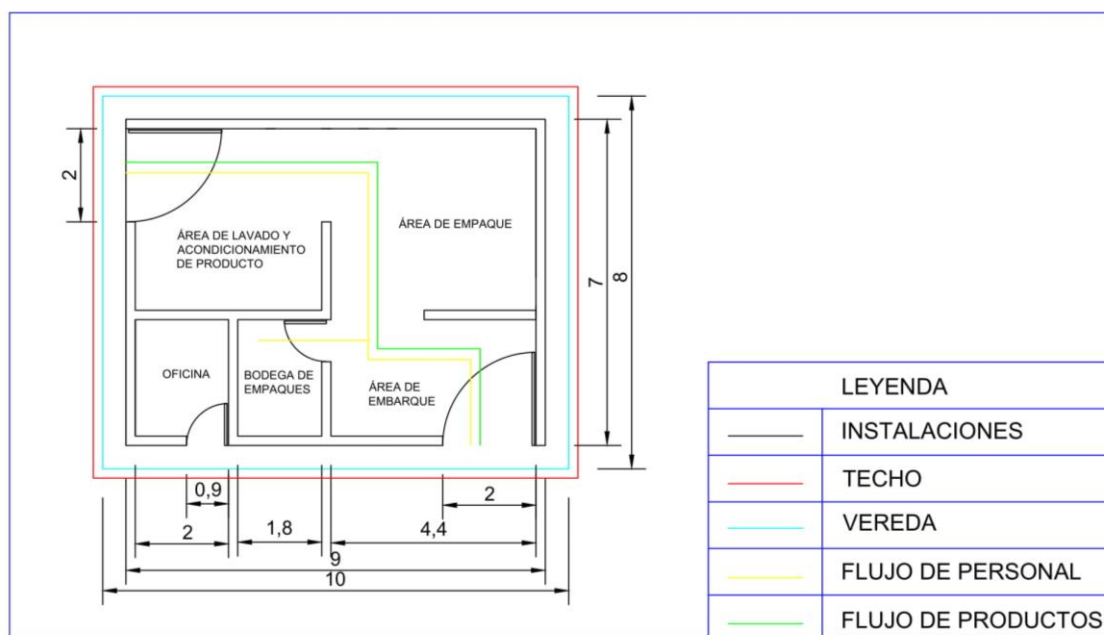 2
ÁREA DE LAVADO Y
ACONDICIONAMIENTO
DE PRODUCTO
ÁREA DE EMPAQUE
7
8
OFICINA
BODEGA DE
EMPAQUES
ÁREA DE
EMBARQUE
0,9
2
2
1,8
4,4
9
10
LEYENDA
INSTALACIONES
TECHO
VEREDA
FLUJO DE PERSONAL
FLUJO DE PRODUCTOS